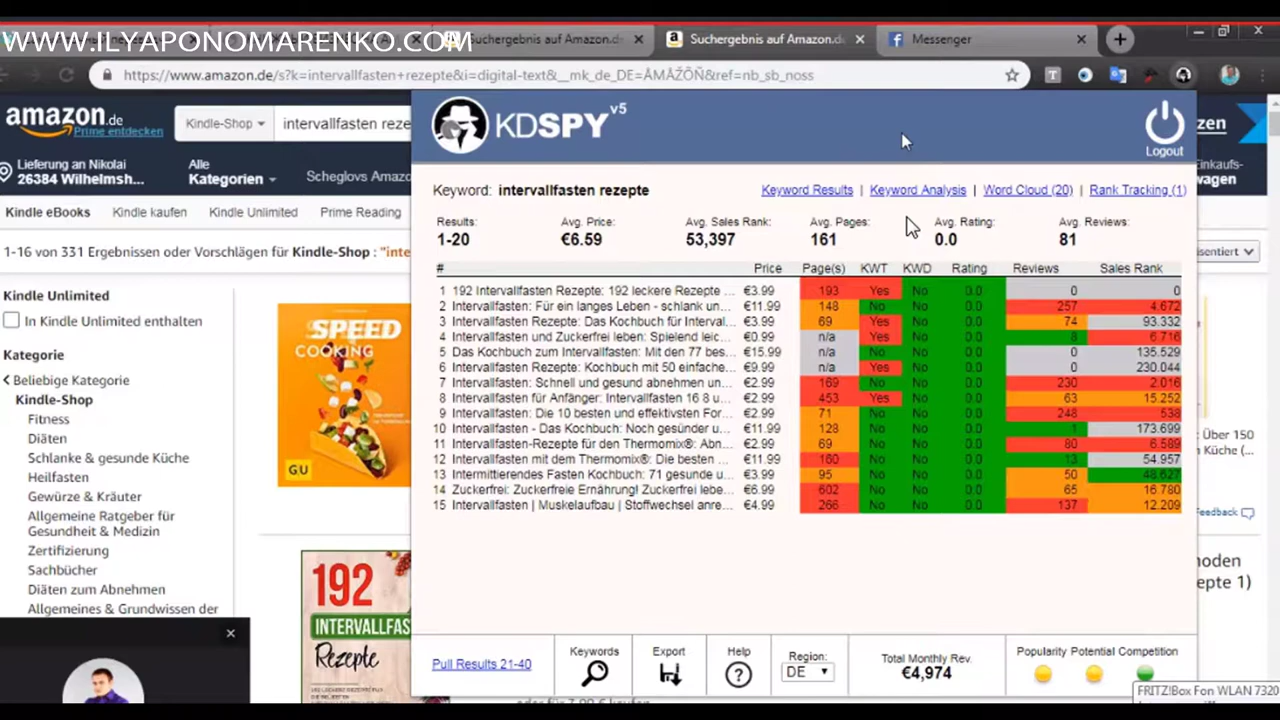 WWW.ILYAPONOMARENKO.COM
Suchergebnis auf Amazon.d
Suchergebnis auf Amazon.de
Messenger
https://www.amazon.de/s?k=intervallfasten+rezepte&i=digital-text&__mk_de_DE=ÅMÅŽÕÑ&ref=nb_sb_noss
amazon.de
Prime entdecken
Kindle-Shop
intervallfasten reze
Lieferung an Nikolai
26384 Wilhelmsh...
Alle
Kategorien
Scheglovs Amazo
Kindle eBooks
Kindle kaufen
Kindle Unlimited
Prime Reading
1-16 von 331 Ergebnissen oder Vorschlägen für Kindle-Shop : "inte
Kindle Unlimited
In Kindle Unlimited enthalten
Kategorie
Beliebige Kategorie
Kindle-Shop
Fitness
Diäten
Schlanke & gesunde Küche
Heilfasten
Gewürze & Kräuter
Allgemeine Ratgeber für
Gesundheit & Medizin
Zertifizierung
Sachbücher
Diäten zum Abnehmen
Allgemeines & Grundwissen der
SPEED
COOKING
GU
192
INTERVALLFAS
Rezepte
KDSPY v5
Logout
Keyword: intervallfasten rezepte
Keyword Results | Keyword Analysis | Word Cloud (20) | Rank Tracking (1)
Results: Avg. Price: Avg. Sales Rank: Avg. Pages: Avg. Rating: Avg. Reviews:
1-20 €6.59 53,397 161 0.0 81
# Price Page(s) KWT KWD Rating Reviews Sales Rank
1 192 Intervallfasten Rezepte: 192 leckere Rezepte ... €3.99 193 Yes No 0.0 0 0
2 Intervallfasten: Für ein langes Leben - schlank un... €11.99 148 No No 0.0 257 4.672
3 Intervallfasten Rezepte: Das Kochbuch für Interval... €3.99 69 Yes No 0.0 74 93.332
4 Intervallfasten und Zuckerfrei leben: Spielend leic... €0.99 n/a Yes No 0.0 8 6.716
5 Das Kochbuch zum Intervallfasten: Mit den 77 bes... €15.99 n/a No No 0.0 0 135.529
6 Intervallfasten Rezepte: Kochbuch mit 50 einfache... €9.99 n/a Yes No 0.0 0 230.044
7 Intervallfasten: Schnell und gesund abnehmen un... €2.99 169 No No 0.0 230 2.016
8 Intervallfasten für Anfänger: Intervallfasten 16 8 u... €2.99 453 Yes No 0.0 63 15.252
9 Intervallfasten: Die 10 besten und effektivsten For... €2.99 71 No No 0.0 248 538
10 Intervallfasten - Das Kochbuch: Noch gesünder u... €11.99 128 No No 0.0 1 173.699
11 Intervallfasten-Rezepte für den Thermomix®: Abn... €2.99 69 No No 0.0 80 6.589
12 Intervallfasten mit dem Thermomix®: Die besten ... €11.99 160 No No 0.0 13 54.957
13 Intermittierendes Fasten Kochbuch: 71 gesunde u... €3.99 95 No No 0.0 50 48.627
14 Zuckerfrei: Zuckerfreie Ernährung! Zuckerfrei lebe... €6.99 602 No No 0.0 65 16.780
15 Intervallfasten | Muskelaufbau | Stoffwechsel anre... €4.99 266 No No 0.0 137 12.209
Pull Results 21-40
Keywords
Export
Help
Region:
DE
Total Monthly Rev.
€4,974
Popularity Potential Competition
zen
Einkaufs-
wagen
Feedback
Über 150
Küche (...
noden
epte 1)
FRITZ!Box Fon WLAN 7320